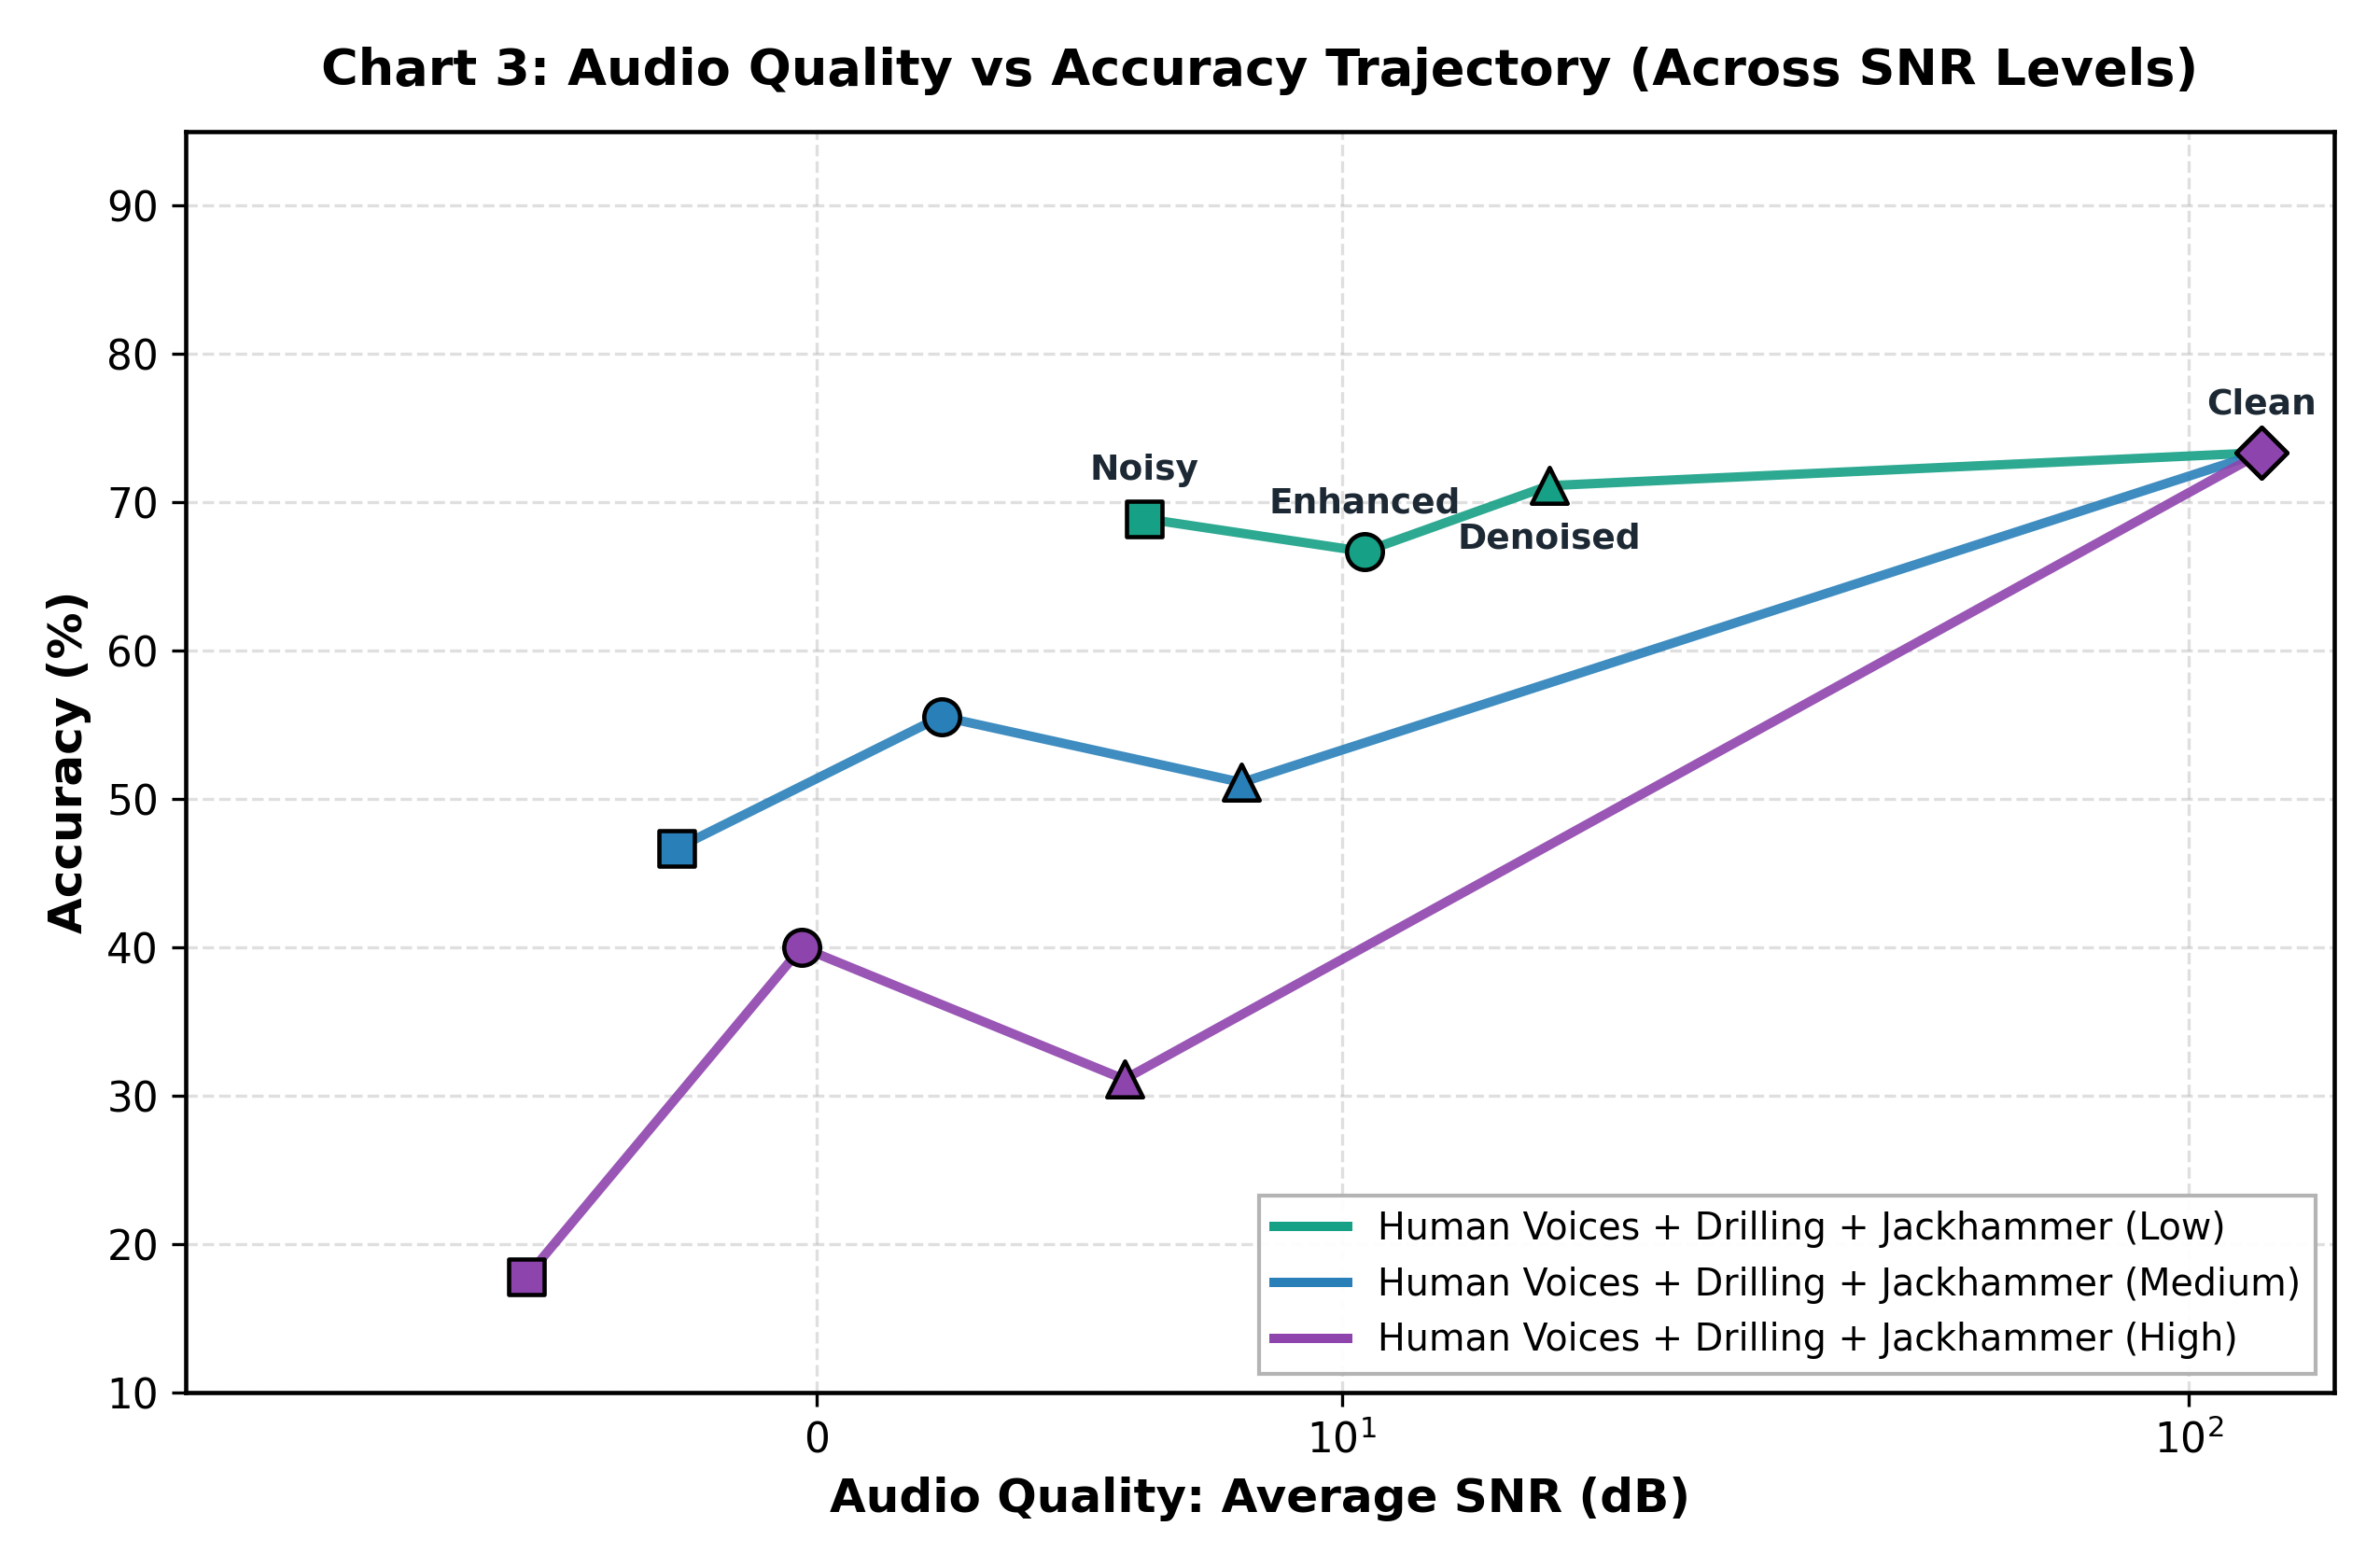 Chart 3: Audio Quality vs Accuracy Trajectory (Across SNR Levels)
90
80
70
60
50
40
30
20
10
Accuracy (%)
Clean
Noisy
Enhanced
Denoised
Human Voices + Drilling + Jackhammer (Low)
Human Voices + Drilling + Jackhammer (Medium)
Human Voices + Drilling + Jackhammer (High)
0 10¹ 10²
Audio Quality: Average SNR (dB)